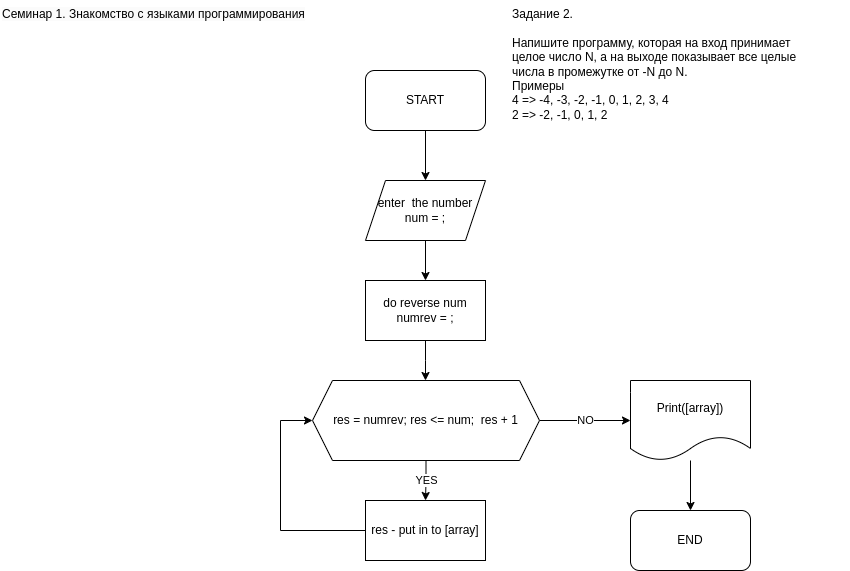 Семинар 1. Знакомство с языками программирования
Задание 2.
Напишите программу, которая на вход принимает
целое число N, а на выходе показывает все целые
числа в промежутке от -N до N.
Примеры
4 => -4, -3, -2, -1, 0, 1, 2, 3, 4
2 => -2, -1, 0, 1, 2
START
enter the number
num = ;
do reverse num
numrev = ;
res = numrev; res <= num; res + 1
NO
Print([array])
YES
res - put in to [array]
END